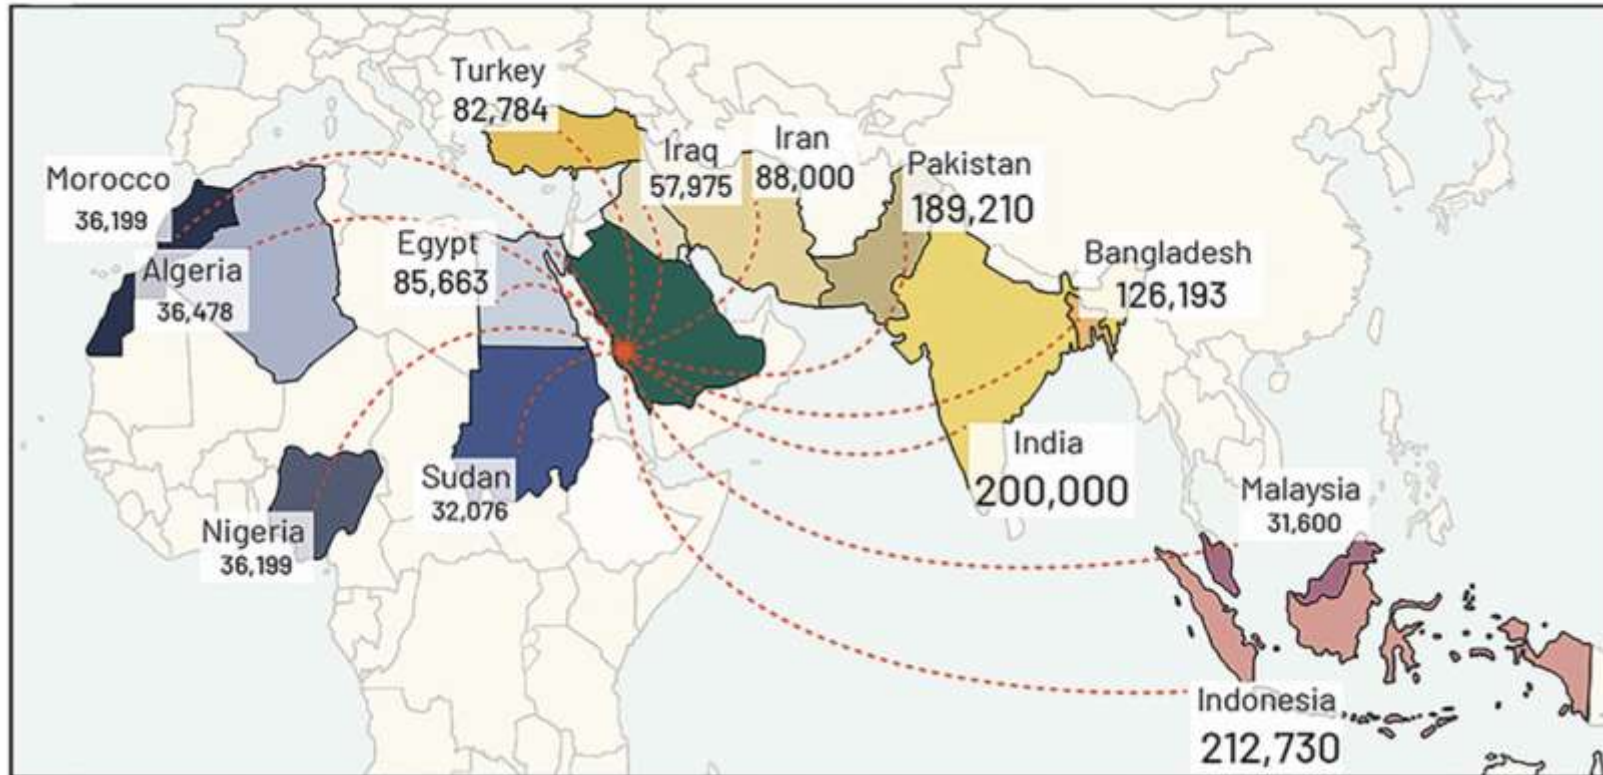 Turkey
82,784
Iraq
57,975
Iran
88,000
Pakistan
189,210
Morocco
36,199
Algeria
36,478
Egypt
85,663
Bangladesh
126,193
India
200,000
Sudan
32,076
Malaysia
31,600
Nigeria
36,199
Indonesia
212,730